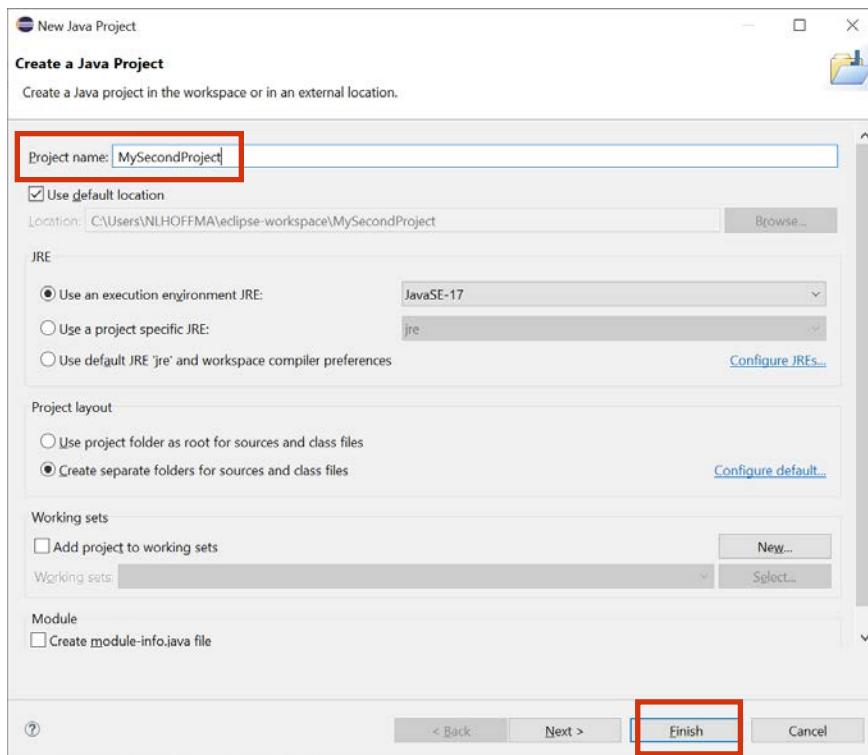 New Java Project
Create a Java Project
Create a Java project in the workspace or in an external location.
Project name: MySecondProject
Use default location
Location: C:\Users\NLHOFFMA\eclipse-workspace\MySecondProject Browse...
JRE
Use an execution environment JRE: JavaSE-17
Use a project specific JRE: jre
Use default JRE 'jre' and workspace compiler preferences Configure JREs...
Project layout
Use project folder as root for sources and class files
Create separate folders for sources and class files Configure default...
Working sets
Add project to working sets New...
Working sets: Select...
Module
Create module-info.java file
? < Back Next > Finish Cancel